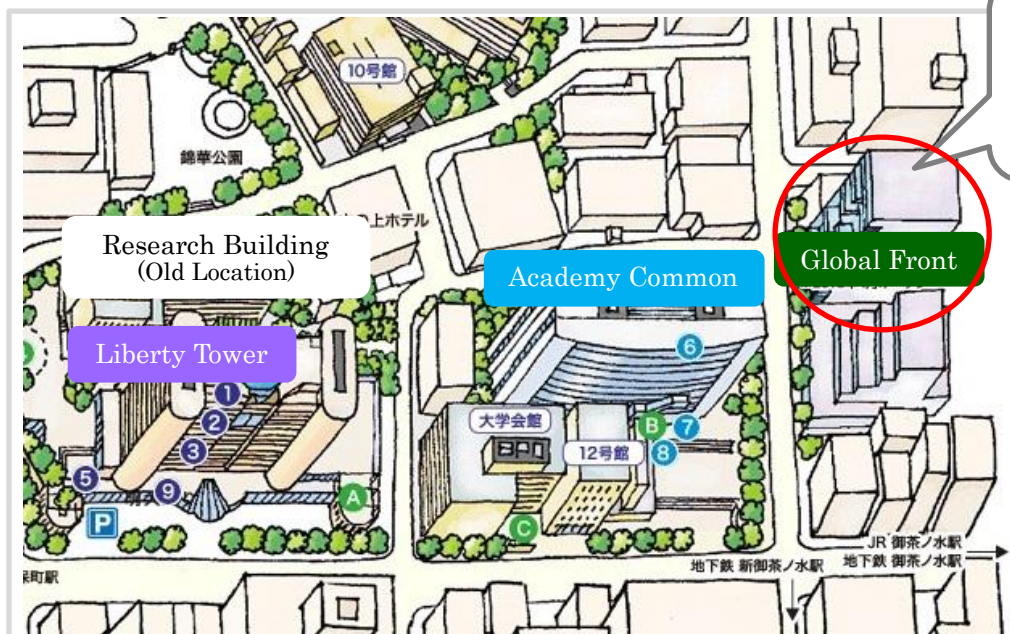 10号館
錦華公園
上ホテル
Research Building
(Old Location)
Academy Common
Global Front
Liberty Tower
6
1
2
3
5
9
P
A
大学会館
12号館
B
7
8
C
JR 御茶ノ水駅
地下鉄 新御茶ノ水駅
地下鉄 御茶ノ水駅
町駅